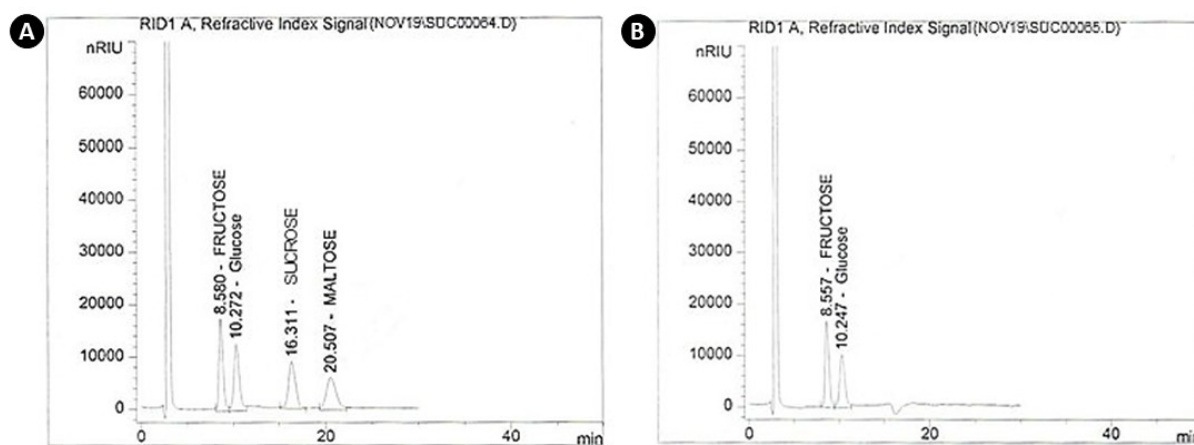 A
RID1 A, Refractive Index Signal (NOV19\SUC00064.D)
nRIU
60000
50000
40000
30000
20000
10000
0
8.580 - FRUCTOSE
10.272 - Glucose
16.311 - SUCROSE
20.507 - MALTOSE
0
20
40
min
B
RID1 A, Refractive Index Signal (NOV19\SUC00065.D)
nRIU
60000
50000
40000
30000
20000
10000
0
8.557 - FRUCTOSE
10.247 - Glucose
0
20
40
min